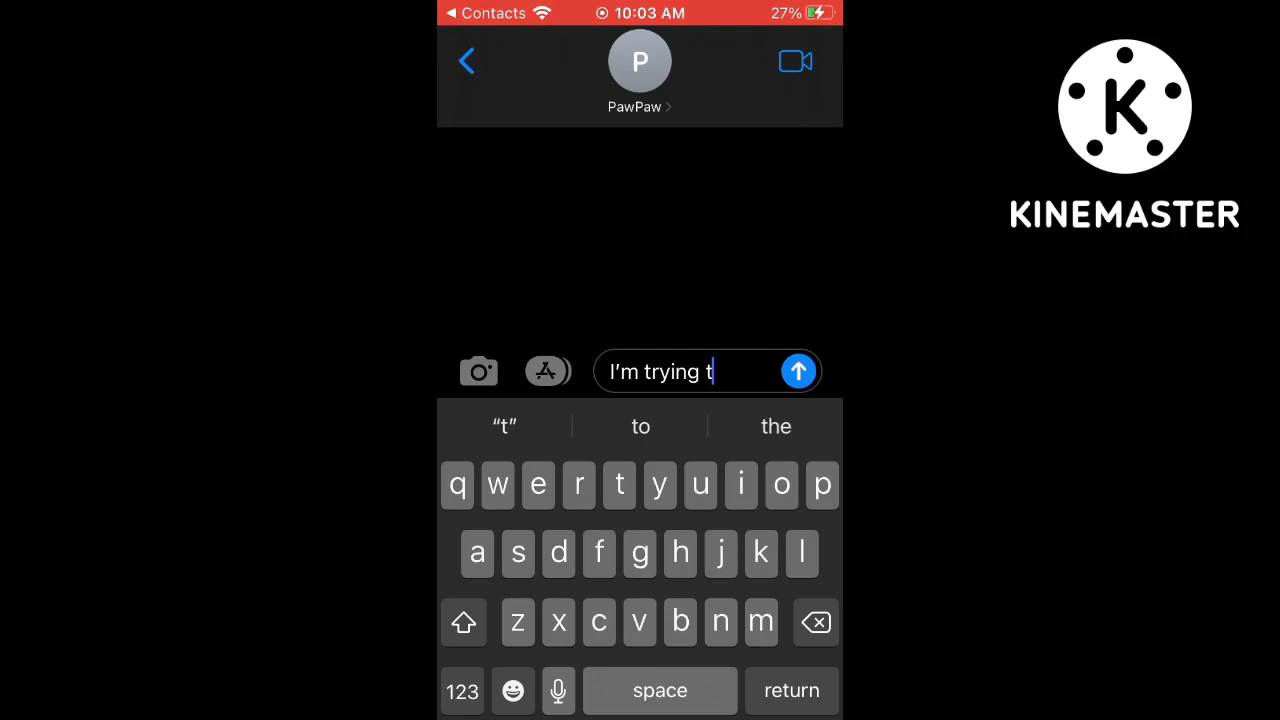 ◀ Contacts 10:03 AM 27%
P
PawPaw >
K
KINEMASTER
I'm trying t
“t” to the
q w e r t y u i o p
a s d f g h j k l
z x c v b n m
123 space return